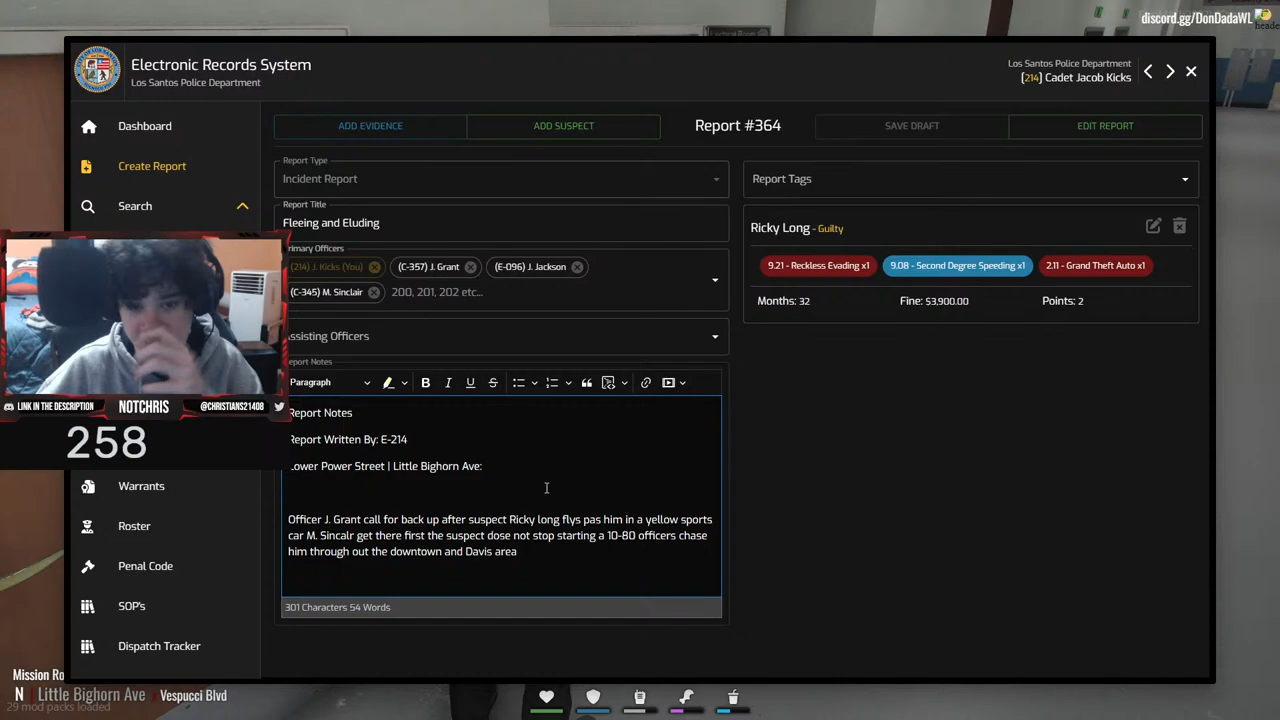 discord.gg/DonDadaWL
Electronic Records System
Los Santos Police Department
Los Santos Police Department
[214] Cadet Jacob Kicks
Dashboard
Create Report
Search
Warrants
Roster
Penal Code
SOP's
Dispatch Tracker
ADD EVIDENCE
ADD SUSPECT
Report #364
SAVE DRAFT
EDIT REPORT
Report Type
Incident Report
Report Title
Fleeing and Eluding
Primary Officers
(214) J. Kicks (You)
(C-357) J. Grant
(E-096) J. Jackson
(C-345) M. Sinclair
200, 201, 202 etc...
Assisting Officers
Report Notes
Paragraph
B I U S
Report Notes
Report Written By: E-214
Lower Power Street | Little Bighorn Ave:
Officer J. Grant call for back up after suspect Ricky long flys pas him in a yellow sports
car M. Sincalr get there first the suspect dose not stop starting a 10-80 officers chase
him through out the downtown and Davis area
301 Characters 54 Words
Report Tags
Ricky Long - Guilty
9.21 - Reckless Evading x1
9.08 - Second Degree Speeding x1
2.11 - Grand Theft Auto x1
Months: 32
Fine: $3,900.00
Points: 2
LINK IN THE DESCRIPTION
NOTCHRIS
@CHRISTIANS21408
258
Mission Ro
N | Little Bighorn Ave
Vespucci Blvd
29 mod packs loaded